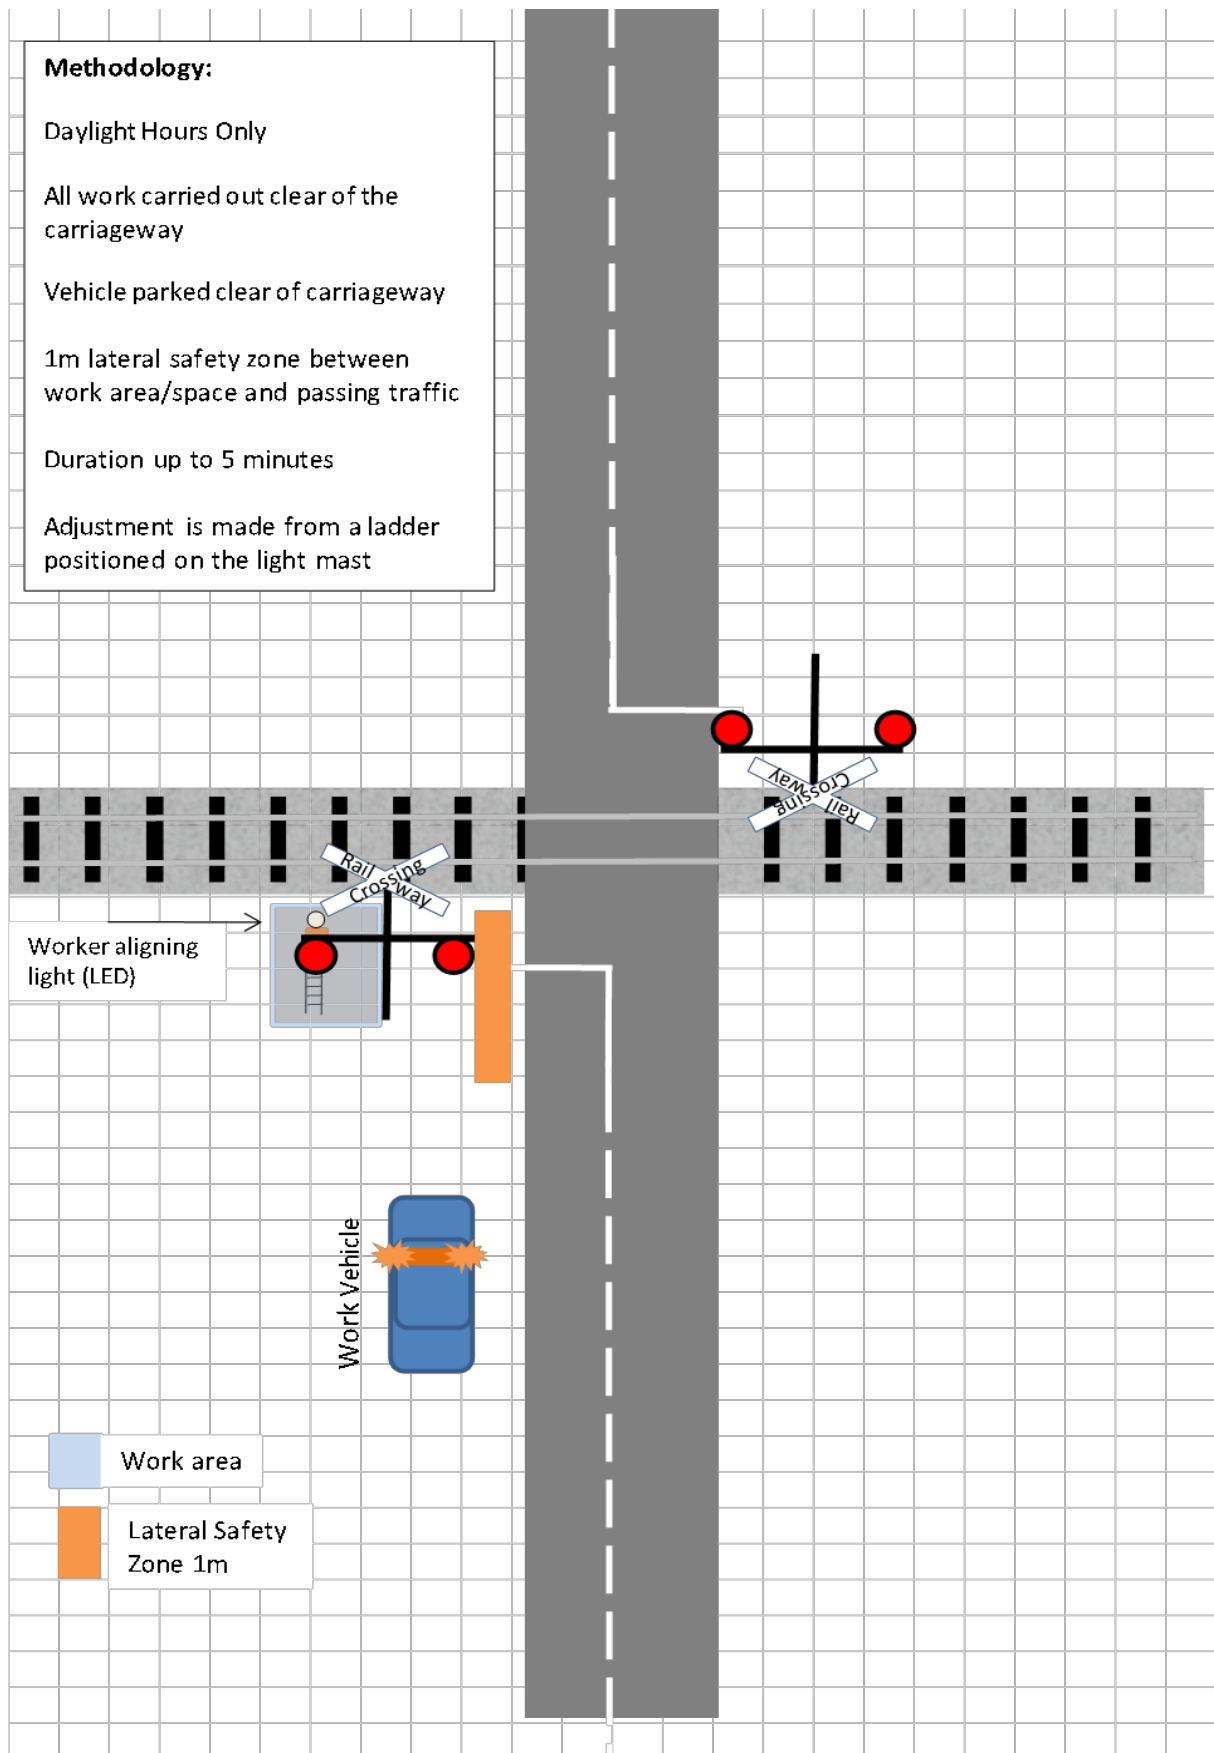 Methodology:
Daylight Hours Only
All work carried out clear of the
carriageway
Vehicle parked clear of carriageway
1m lateral safety zone between
work area/space and passing traffic
Duration up to 5 minutes
Adjustment is made from a ladder
positioned on the light mast
Crossing
Rail way
Rail way
Crossing
Worker aligning
light (LED)
Work Vehicle
Work area
Lateral Safety
Zone 1m